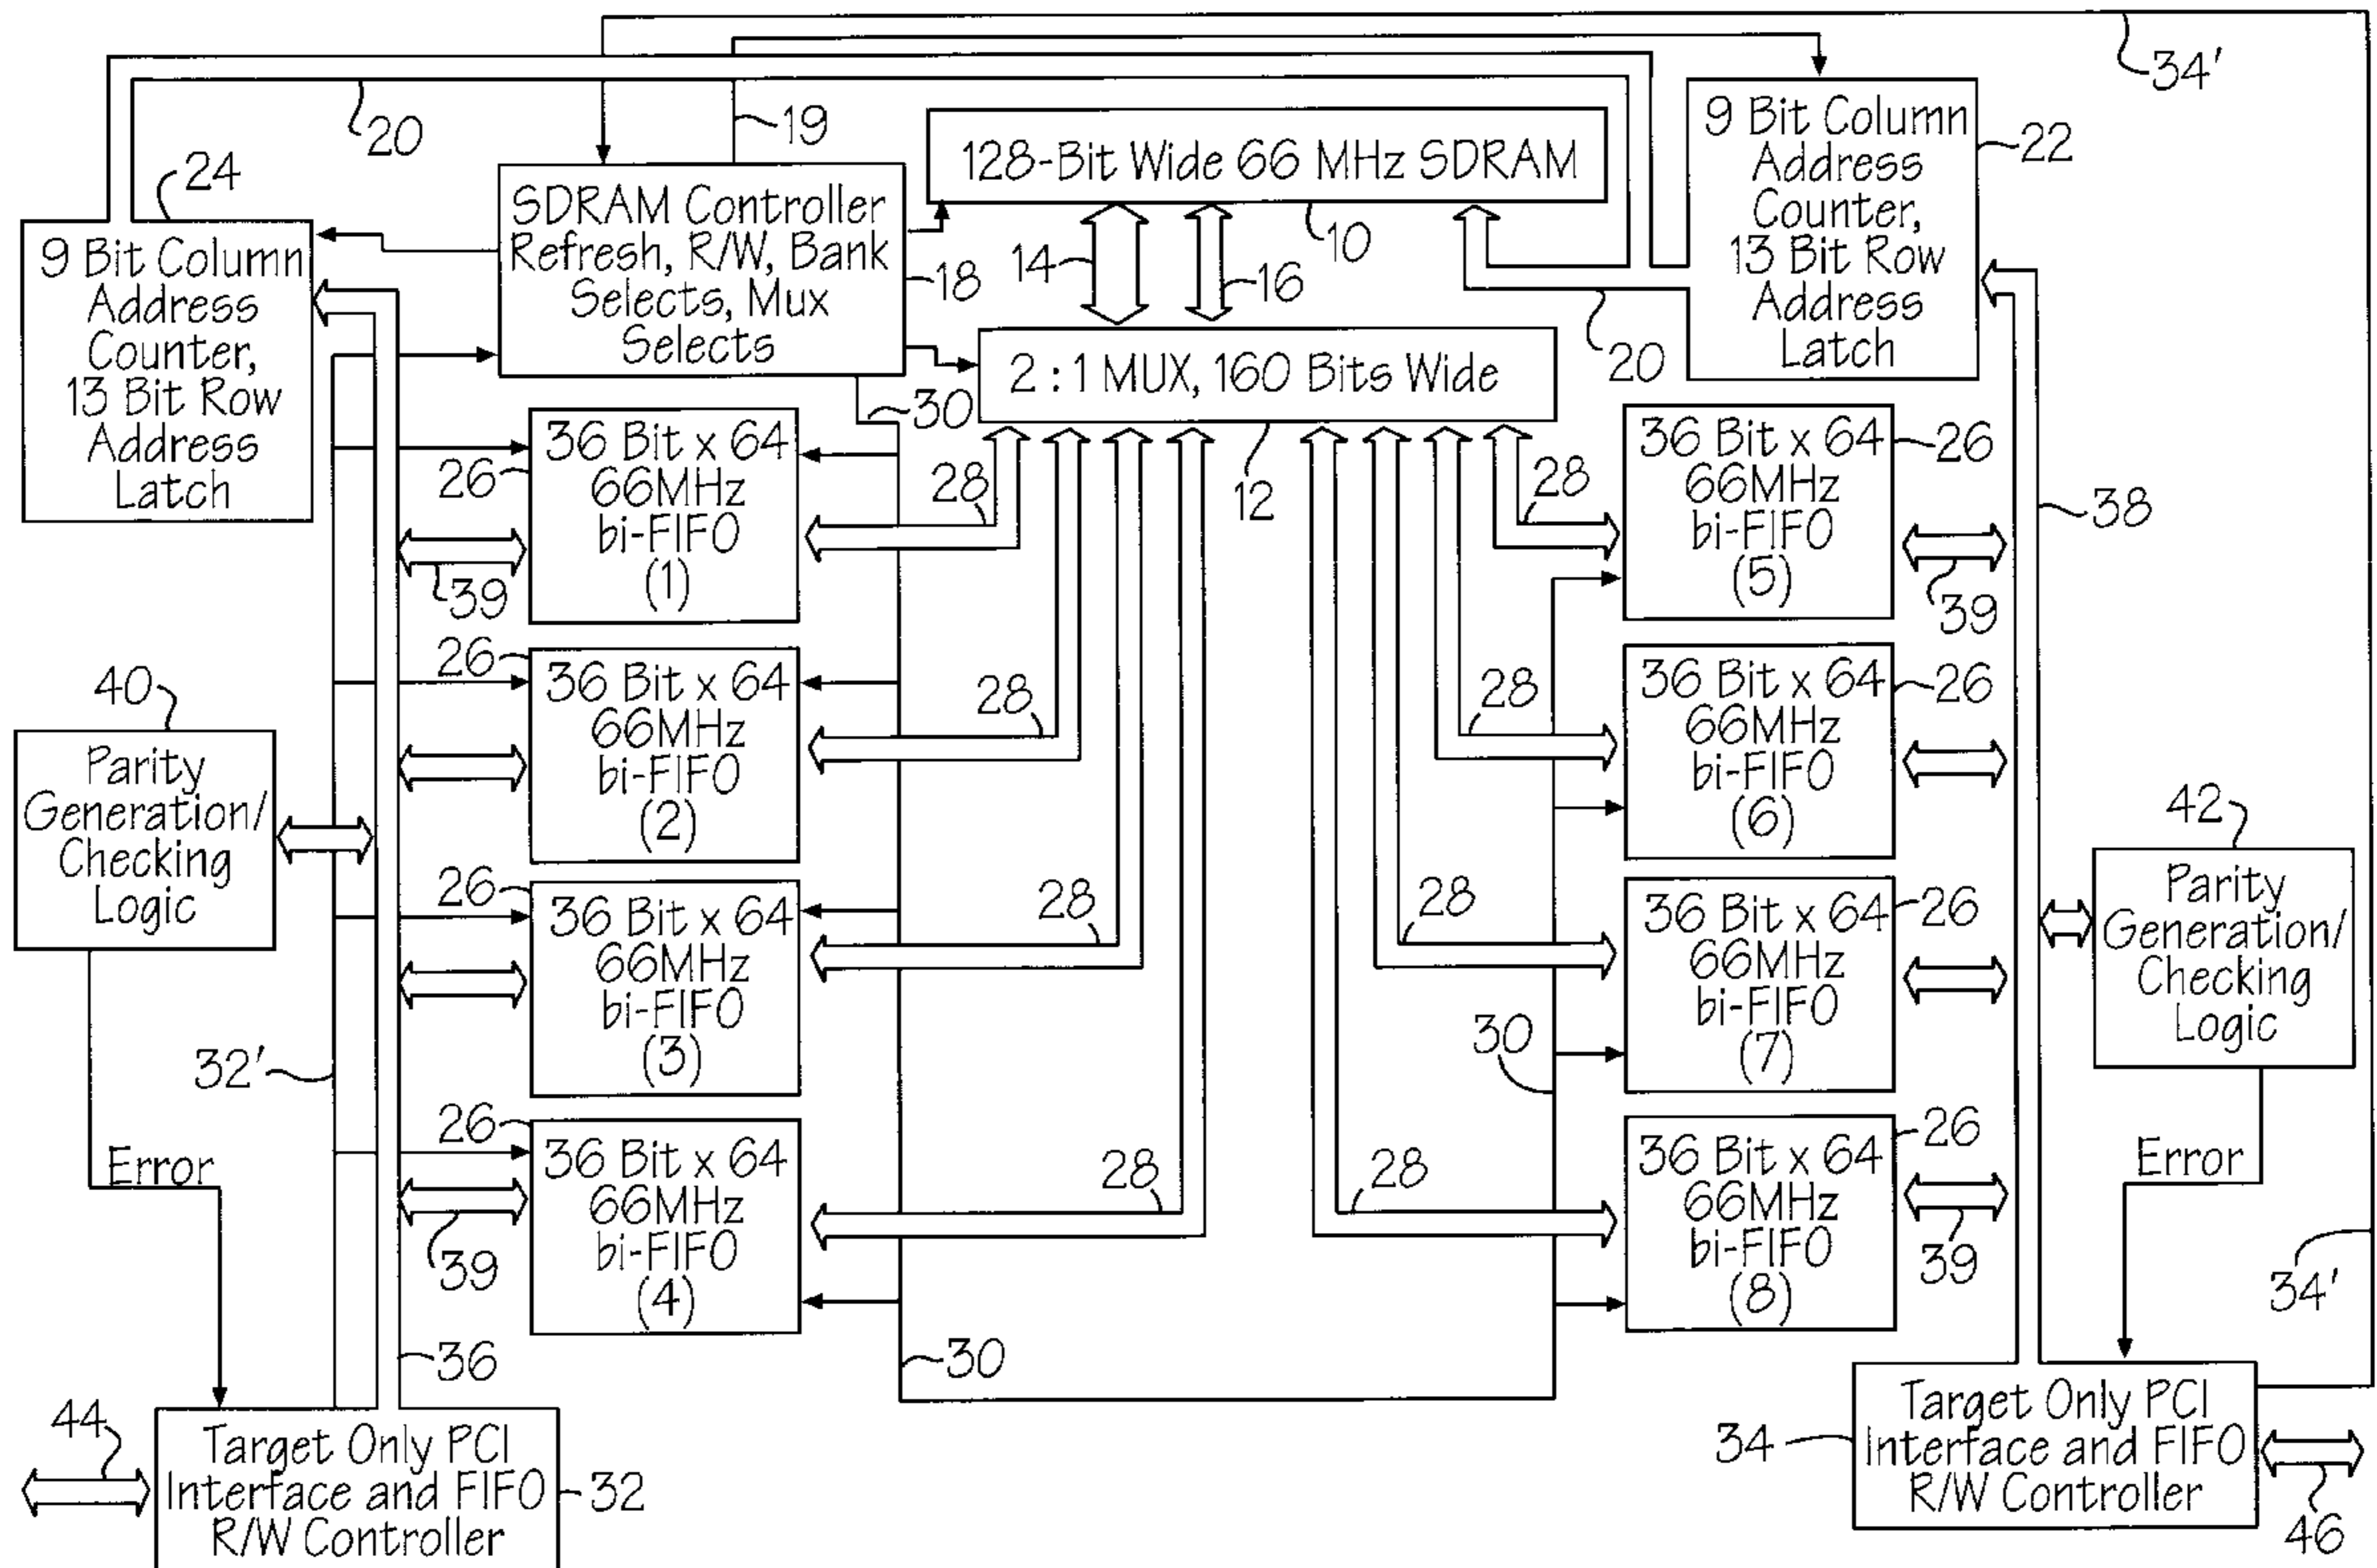 34'
20
19
24
128-Bit Wide 66 MHz SDRAM
10
9 Bit Column
Address
Counter,
13 Bit Row
Address
Latch
22
SDRAM Controller
Refresh, R/W, Bank
Selects, Mux
Selects
18
14
16
20
9 Bit Column
Address
Counter,
13 Bit Row
Address
Latch
2 : 1 MUX, 160 Bits Wide
12
30
36 Bit x 64
66MHz
bi-FIFO
(1)
26
28
39
36 Bit x 64
66MHz
bi-FIFO
(5)
26
28
39
38
40
Parity
Generation/
Checking
Logic
36 Bit x 64
66MHz
bi-FIFO
(2)
26
28
36 Bit x 64
66MHz
bi-FIFO
(6)
26
28
42
Parity
Generation/
Checking
Logic
36 Bit x 64
66MHz
bi-FIFO
(3)
26
28
36 Bit x 64
66MHz
bi-FIFO
(7)
26
28
30
32'
Error
36 Bit x 64
66MHz
bi-FIFO
(4)
26
28
39
36 Bit x 64
66MHz
bi-FIFO
(8)
26
28
39
Error
34'
36
30
44
Target Only PCI
Interface and FIFO
R/W Controller
32
34
Target Only PCI
Interface and FIFO
R/W Controller
46